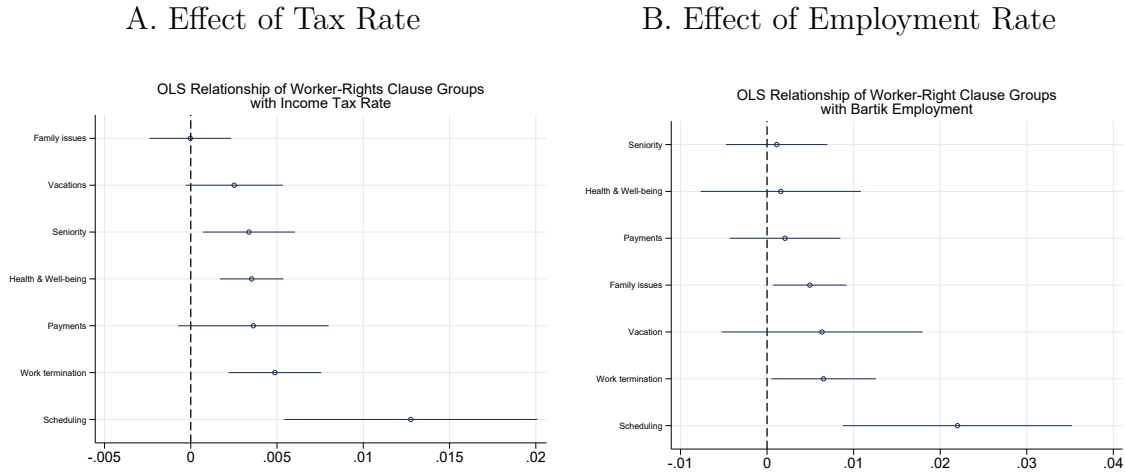 A. Effect of Tax Rate
OLS Relationship of Worker-Rights Clause Groups
with Income Tax Rate
Family issues
Vacations
Seniority
Health & Well-being
Payments
Work termination
Scheduling
-.005 0 .005 .01 .015 .02
B. Effect of Employment Rate
OLS Relationship of Worker-Right Clause Groups
with Bartik Employment
Seniority
Health & Well-being
Payments
Family issues
Vacation
Work termination
Scheduling
-.01 0 .01 .02 .03 .04